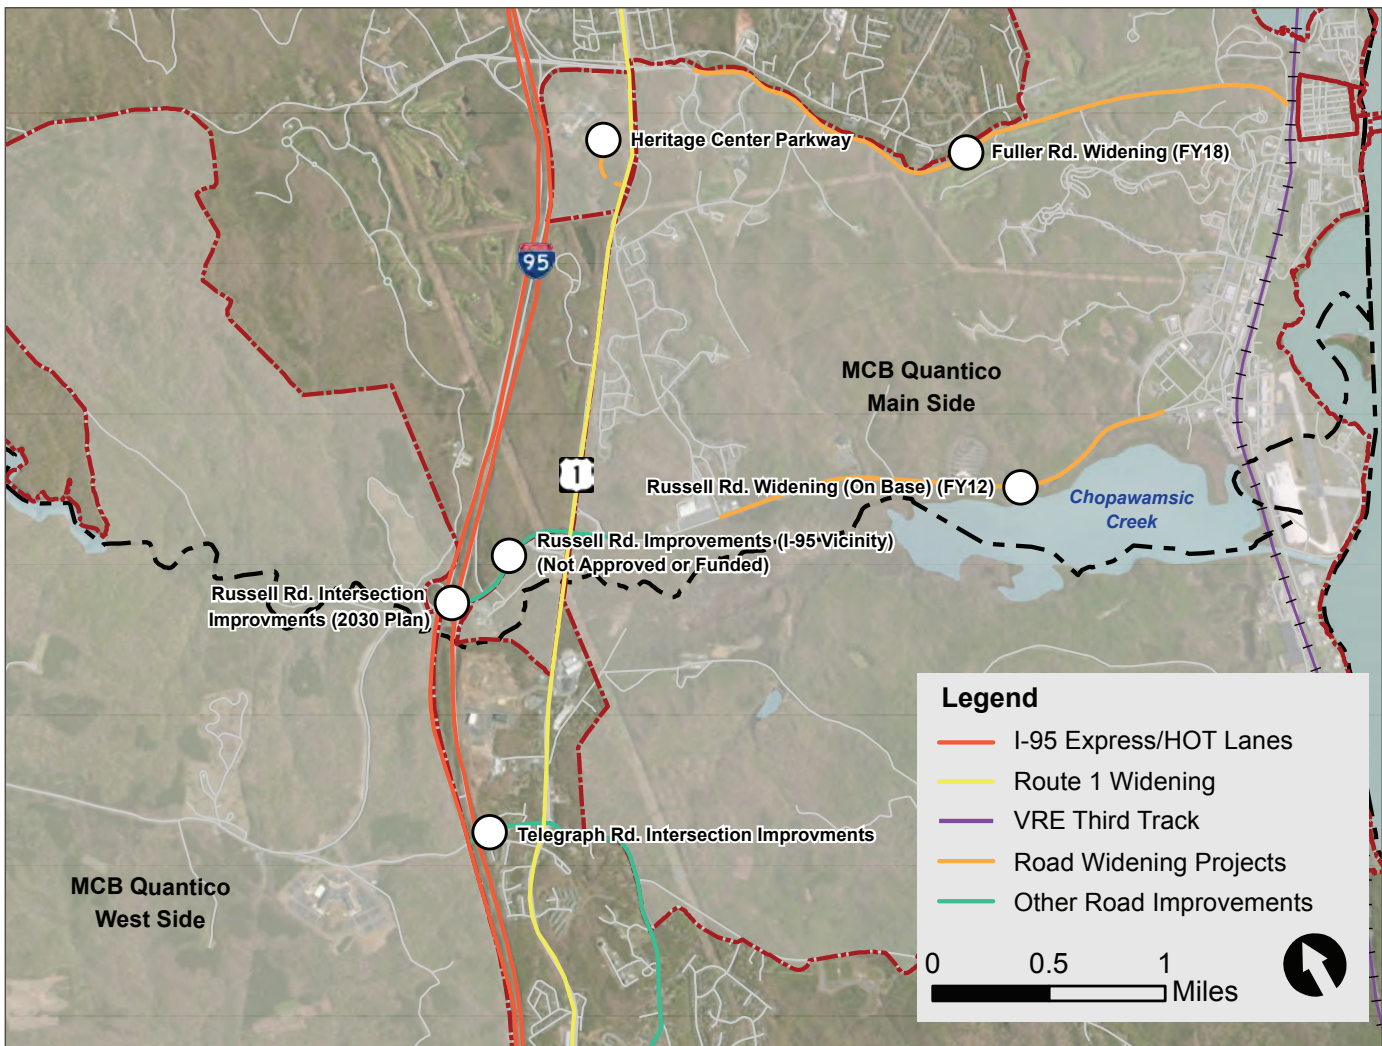 Heritage Center Parkway
Fuller Rd. Widening (FY18)
95
MCB Quantico
Main Side
1
Russell Rd. Widening (On Base) (FY12)
Chopawamsic
Creek
Russell Rd. Improvements (I-95 Vicinity)
(Not Approved or Funded)
Russell Rd. Intersection
Improvments (2030 Plan)
Telegraph Rd. Intersection Improvments
MCB Quantico
West Side
Legend
I-95 Express/HOT Lanes
Route 1 Widening
VRE Third Track
Road Widening Projects
Other Road Improvements
0 0.5 1
Miles